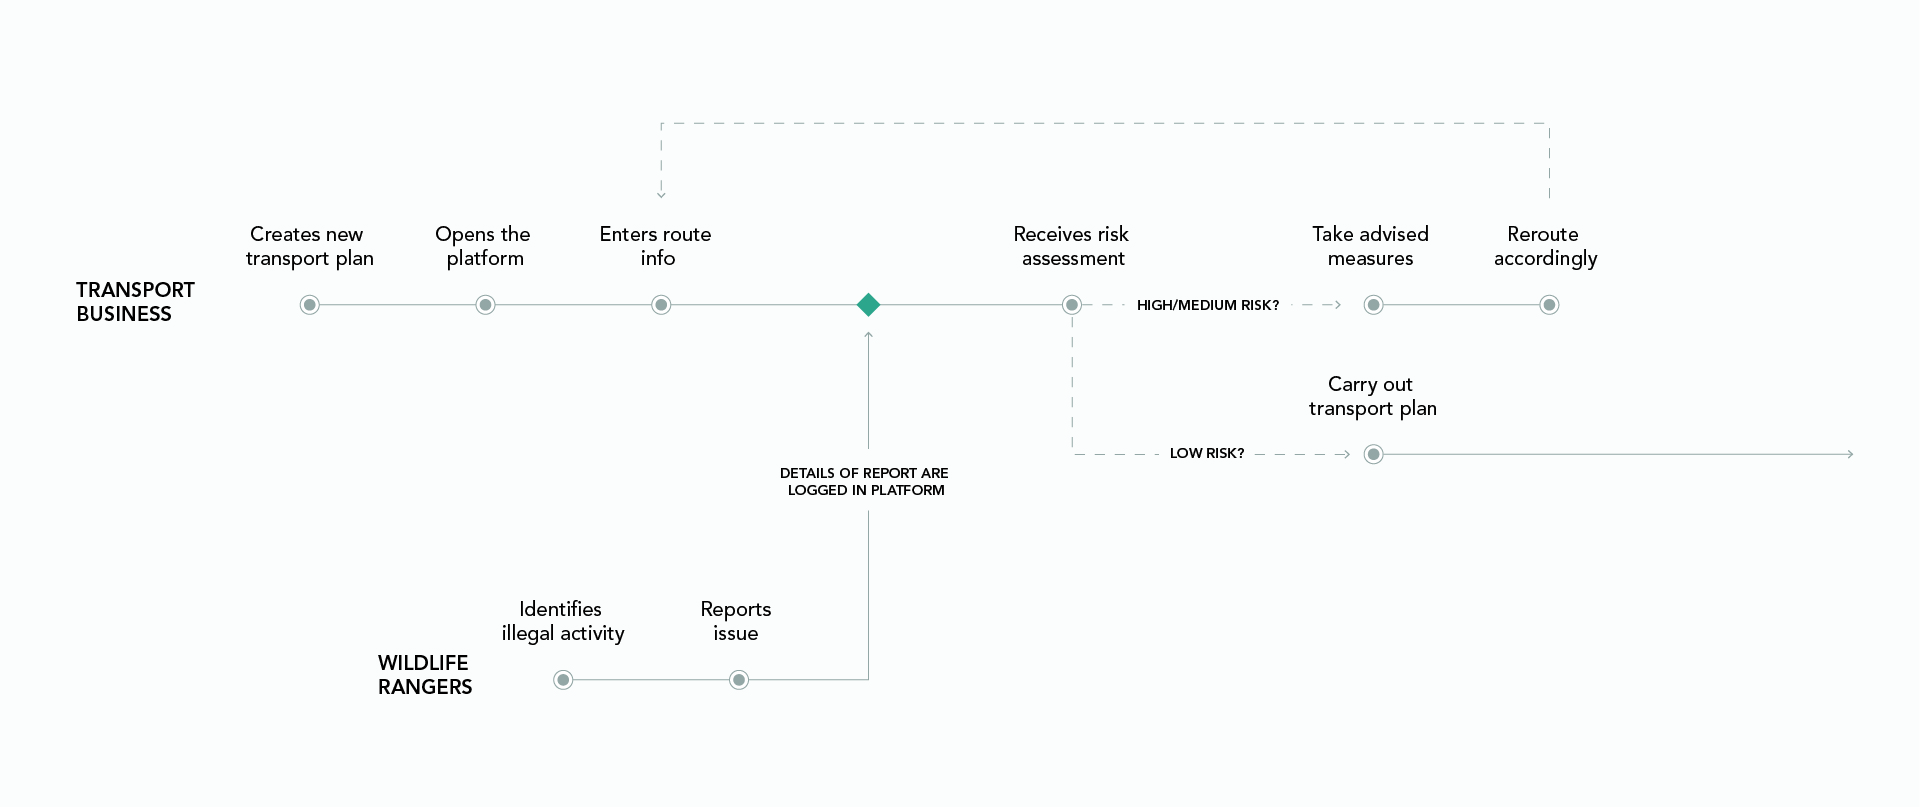 Creates new
transport plan
Opens the
platform
Enters route
info
Receives risk
assessment
Take advised
measures
Reroute
accordingly
TRANSPORT
BUSINESS
HIGH/MEDIUM RISK?
Carry out
transport plan
LOW RISK?
DETAILS OF REPORT ARE
LOGGED IN PLATFORM
Identifies
illegal activity
Reports
issue
WILDLIFE
RANGERS